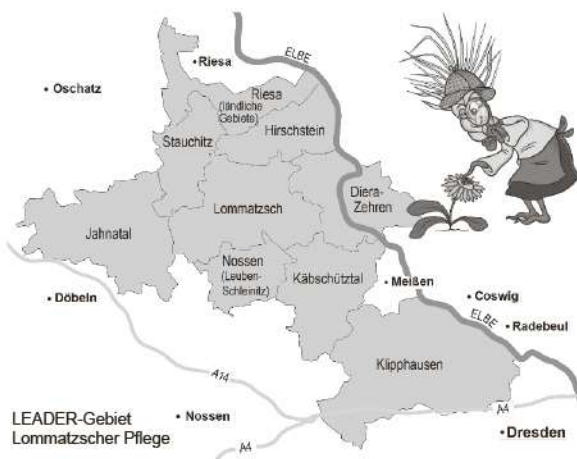 ELBE
Riesa
Oschatz
Riesa
(ländliche
Gebiete)
Stauchitz
Hirschstein
Diera-
Zehren
Lommatzsch
Jahnatal
Nossen
(Leuben-
Schleinitz)
Käbschütztal
Meißen
Döbeln
Coswig
ELBE
Radebeul
Klipphausen
A14
LEADER-Gebiet
Lommatzscher Pflege
Nossen
A4
A4
Dresden